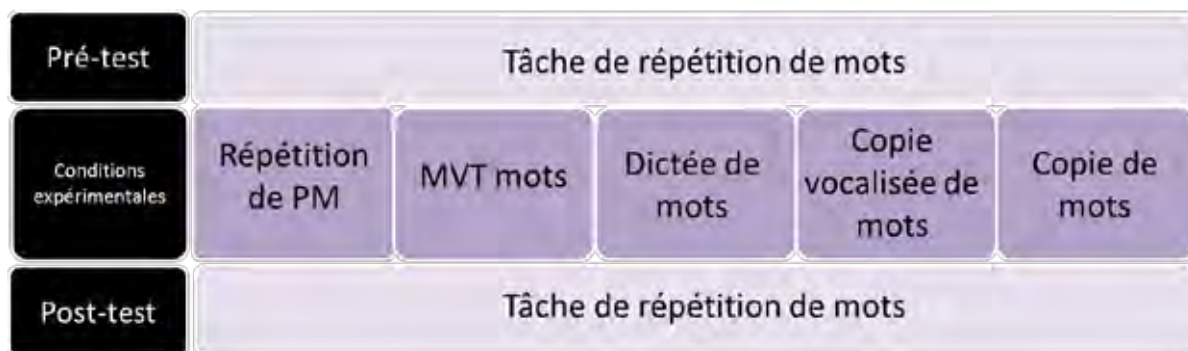 Pré-test
Tâche de répétition de mots
Conditions
expérimentales
Répétition
de PM
MVT mots
Dictée de
mots
Copie
vocalisée de
mots
Copie de
mots
Post-test
Tâche de répétition de mots